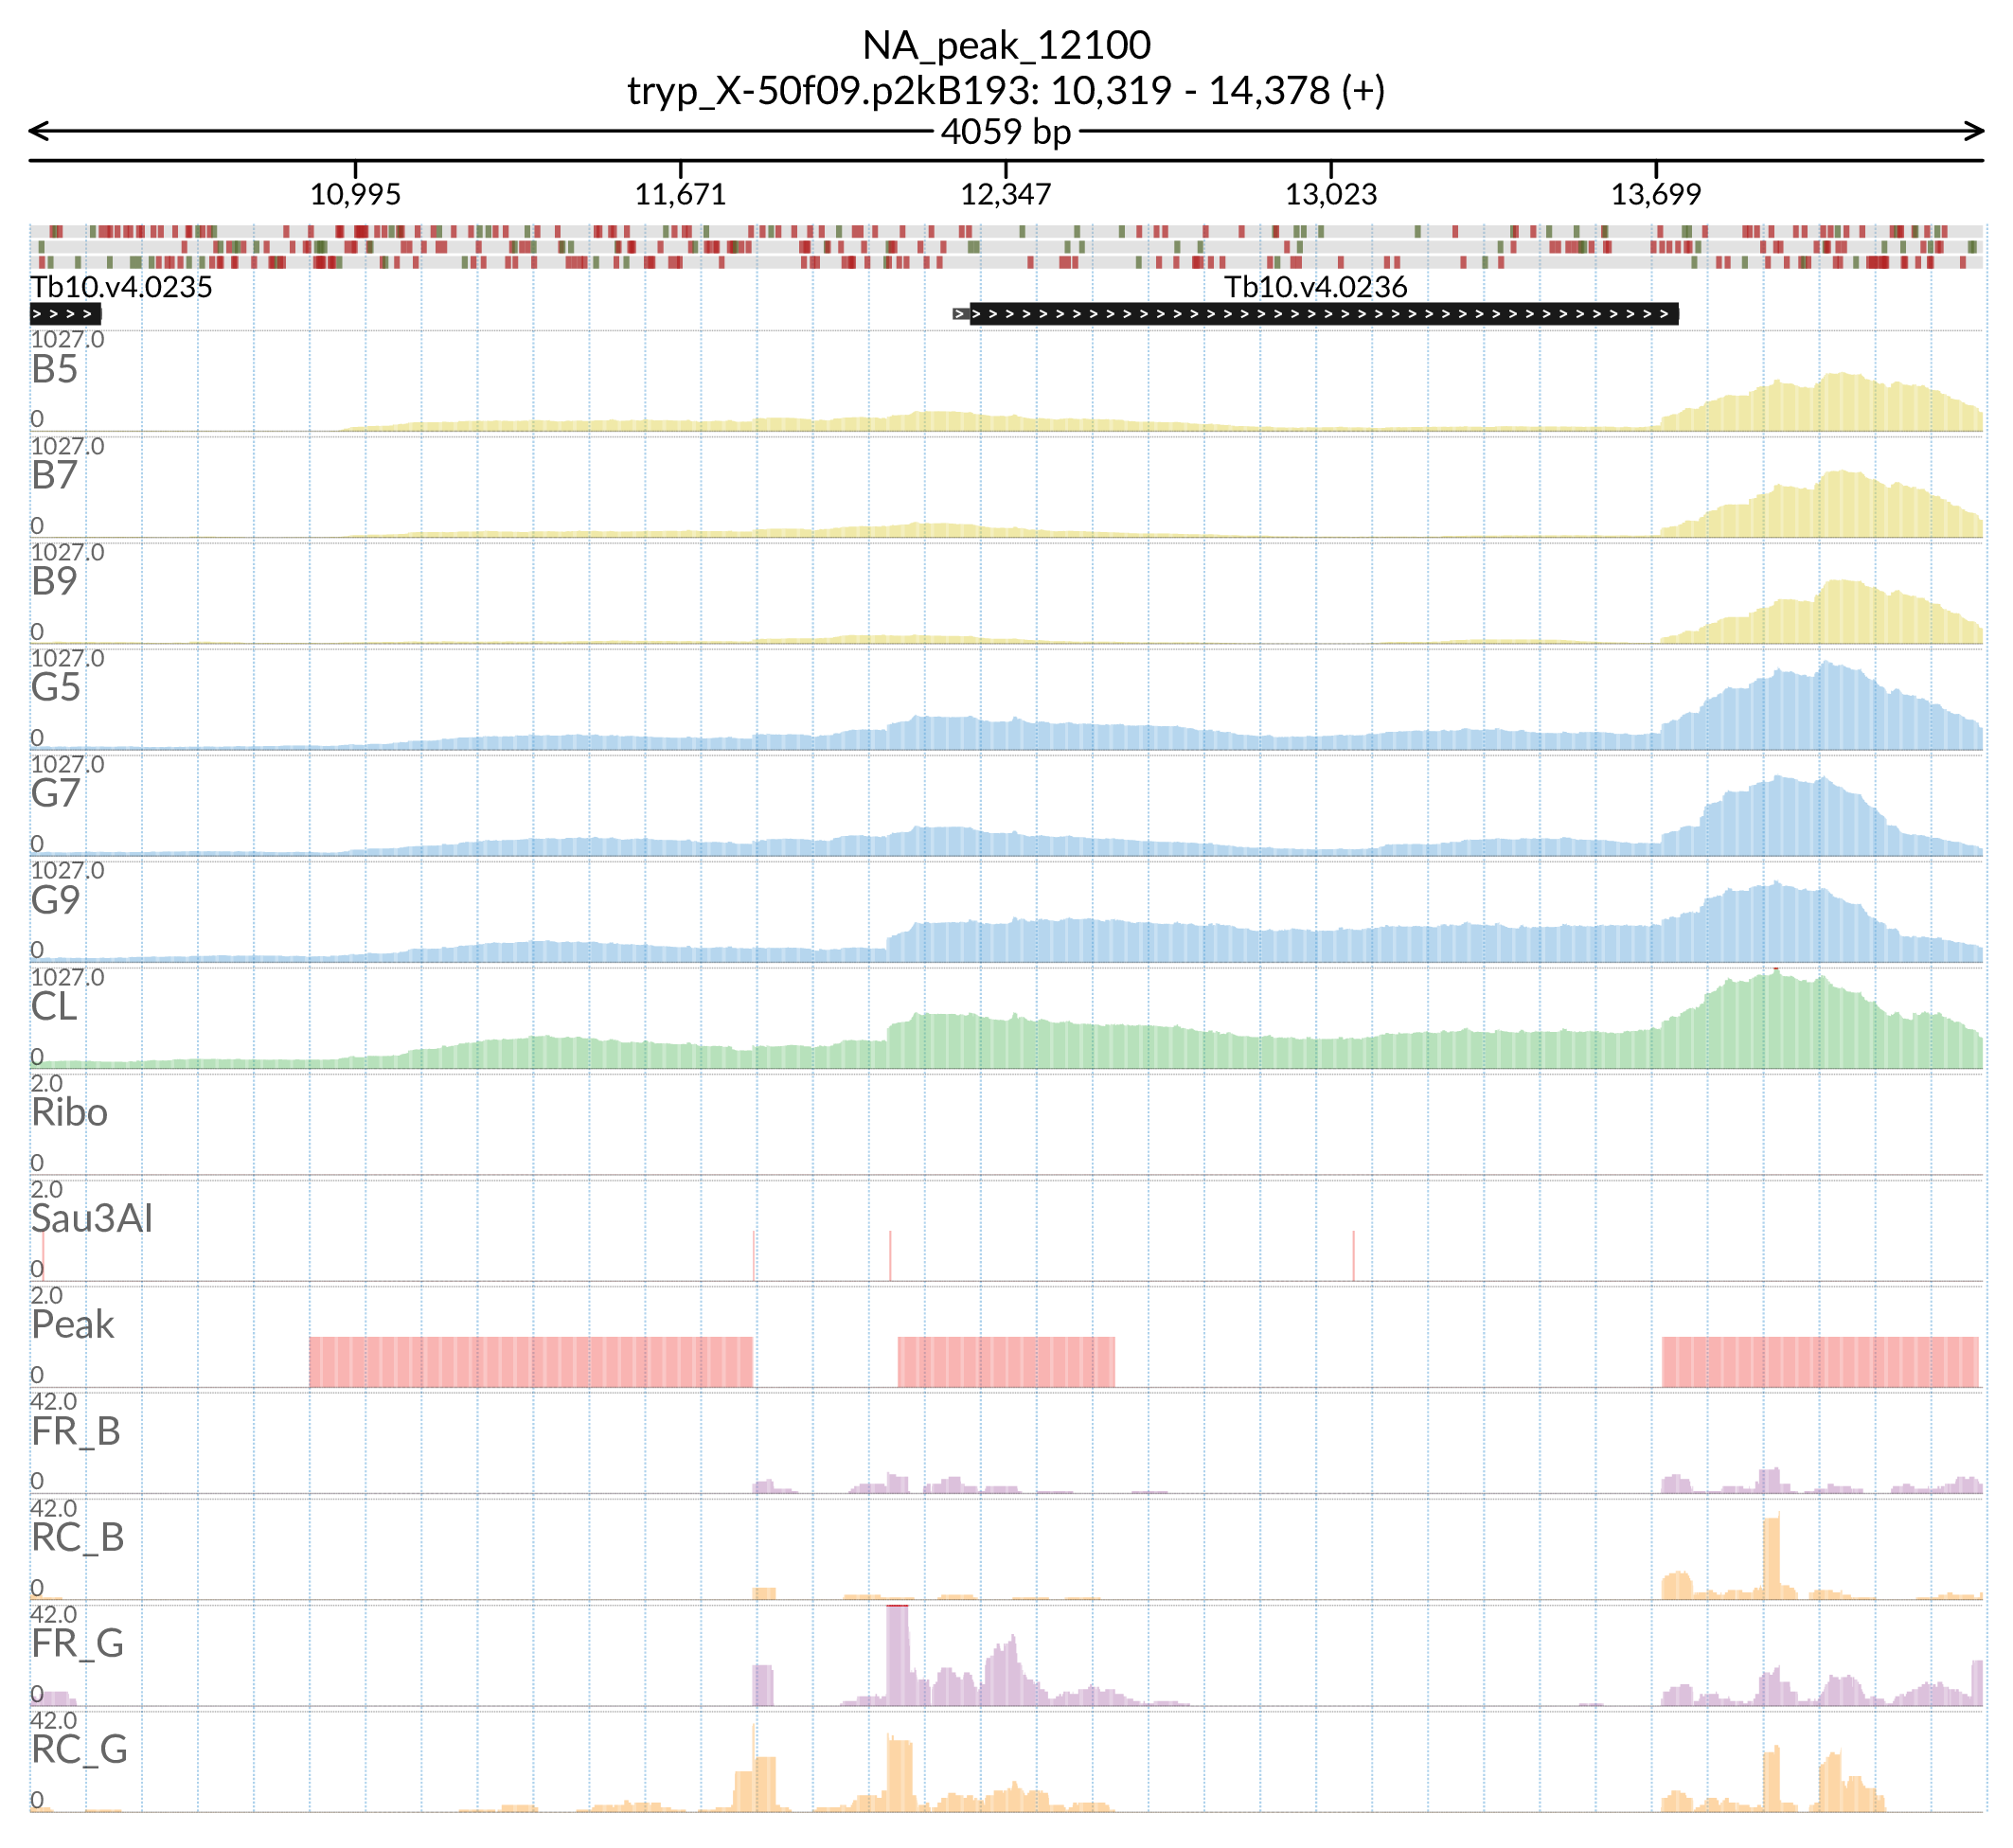 NA_peak_12100
tryp_X-50f09.p2kB193: 10,319 - 14,378 (+)
4059 bp
10,995 11,671 12,347 13,023 13,699
Tb10.v4.0235 Tb10.v4.0236
1027.0
B5
0
1027.0
B7
0
1027.0
B9
0
1027.0
G5
0
1027.0
G7
0
1027.0
G9
0
1027.0
CL
0
2.0
Ribo
0
2.0
Sau3AI
0
2.0
Peak
0
42.0
FR_B
0
42.0
RC_B
0
42.0
FR_G
0
42.0
RC_G
0